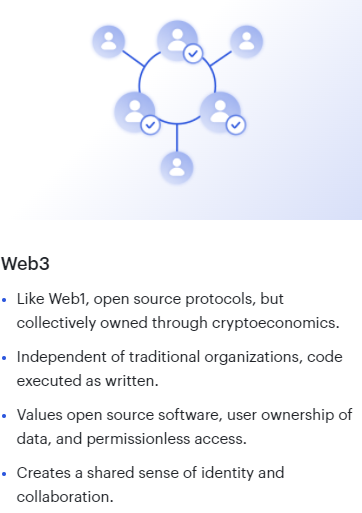 Web3
• Like Web1, open source protocols, but
collectively owned through cryptoeconomics.
• Independent of traditional organizations, code
executed as written.
• Values open source software, user ownership of
data, and permissionless access.
• Creates a shared sense of identity and
collaboration.